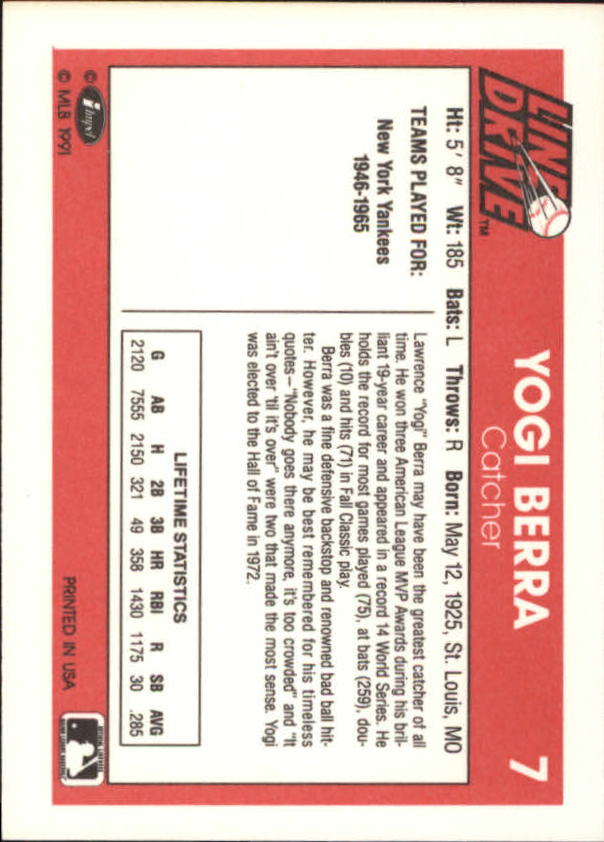 LINE DRIVE™
YOGI BERRA
7
Catcher
Ht: 5' 8" Wt: 185 Bats: L Throws: R Born: May 12, 1925, St. Louis, MO
TEAMS PLAYED FOR:
New York Yankees
1946-1965
Lawrence "Yogi" Berra may have been the greatest catcher of all
time. He won three American League MVP Awards during his bril-
liant 19-year career and appeared in a record 14 World Series. He
holds the record for most games played (75), at bats (259), dou-
bles (10) and hits (71) in Fall Classic play.
Berra was a fine defensive backstop and renowned bad ball hit-
ter. However, he may be best remembered for his timeless
quotes—"Nobody goes there anymore, it's too crowded" and "It
ain't over 'til it's over" were two that made the most sense. Yogi
was elected to the Hall of Fame in 1972.
LIFETIME STATISTICS
G AB H 2B 3B HR RBI R SB AVG
2120 7555 2150 321 49 358 1430 1175 30 .285
© impel
© MLB 1991
PRINTED IN USA